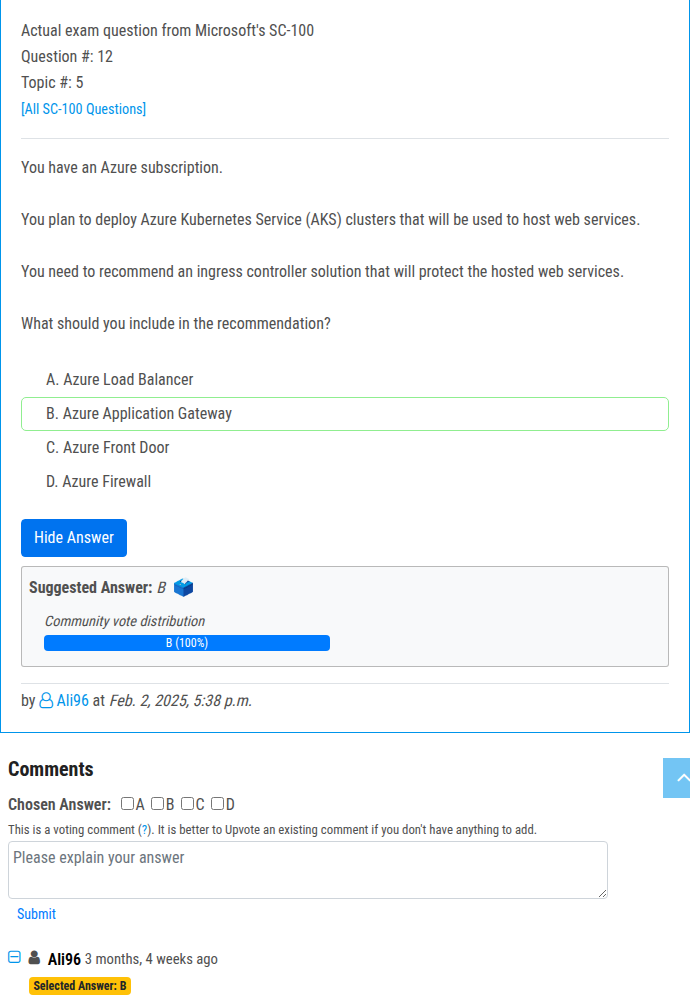 Actual exam question from Microsoft's SC-100
Question #: 12
Topic #: 5
[All SC-100 Questions]
You have an Azure subscription.
You plan to deploy Azure Kubernetes Service (AKS) clusters that will be used to host web services.
You need to recommend an ingress controller solution that will protect the hosted web services.
What should you include in the recommendation?
A. Azure Load Balancer
B. Azure Application Gateway
C. Azure Front Door
D. Azure Firewall
Hide Answer
Suggested Answer: B
Community vote distribution
B (100%)
by Ali96 at Feb. 2, 2025, 5:38 p.m.
Comments
Chosen Answer: A B C D
This is a voting comment (?). It is better to Upvote an existing comment if you don't have anything to add.
Please explain your answer
Submit
Ali96 3 months, 4 weeks ago
Selected Answer: B